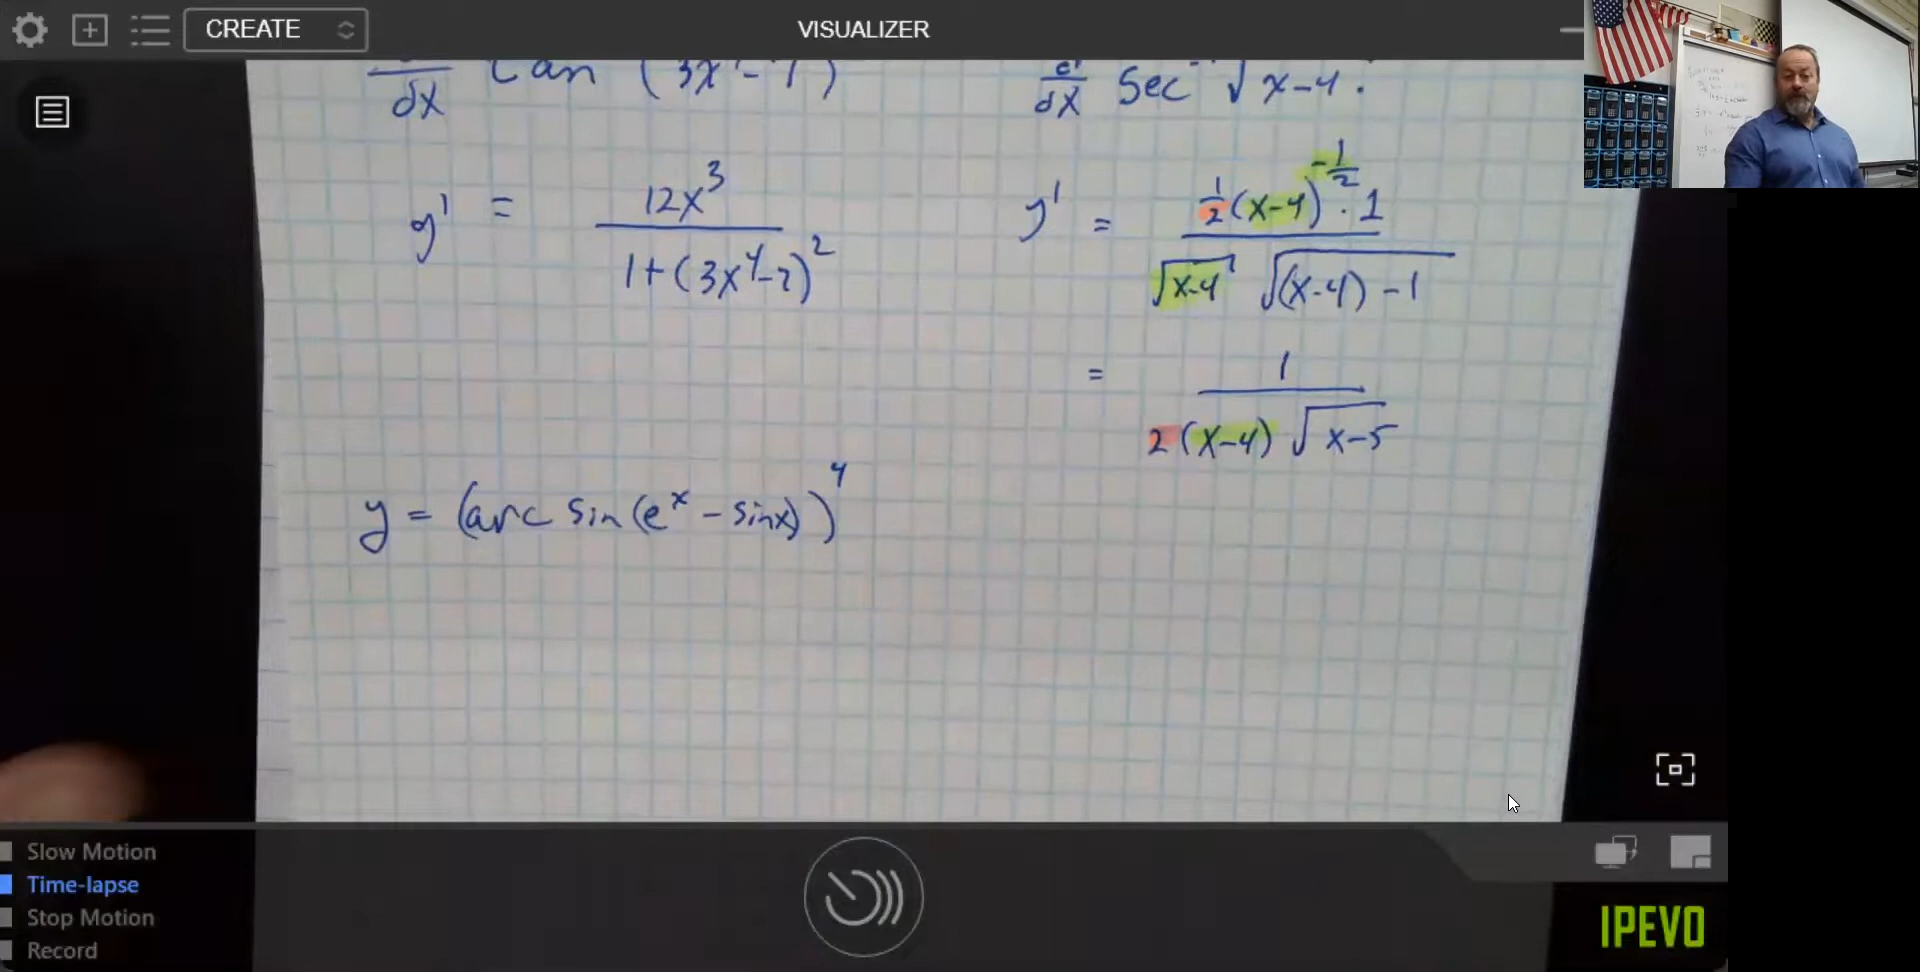 CREATE
VISUALIZER
d/dx tan (3x⁴-7)
y' = 12x³ / 1+(3x⁴-7)²
d/dx sec⁻¹ √x-4 .
y' = ½(x-4)^-½ · 1 / √x-4 √(x-4)-1
= 1 / 2(x-4) √x-5
y = (arc sin(eˣ - sinx))⁴
Slow Motion
Time-lapse
Stop Motion
Record
IPEVO